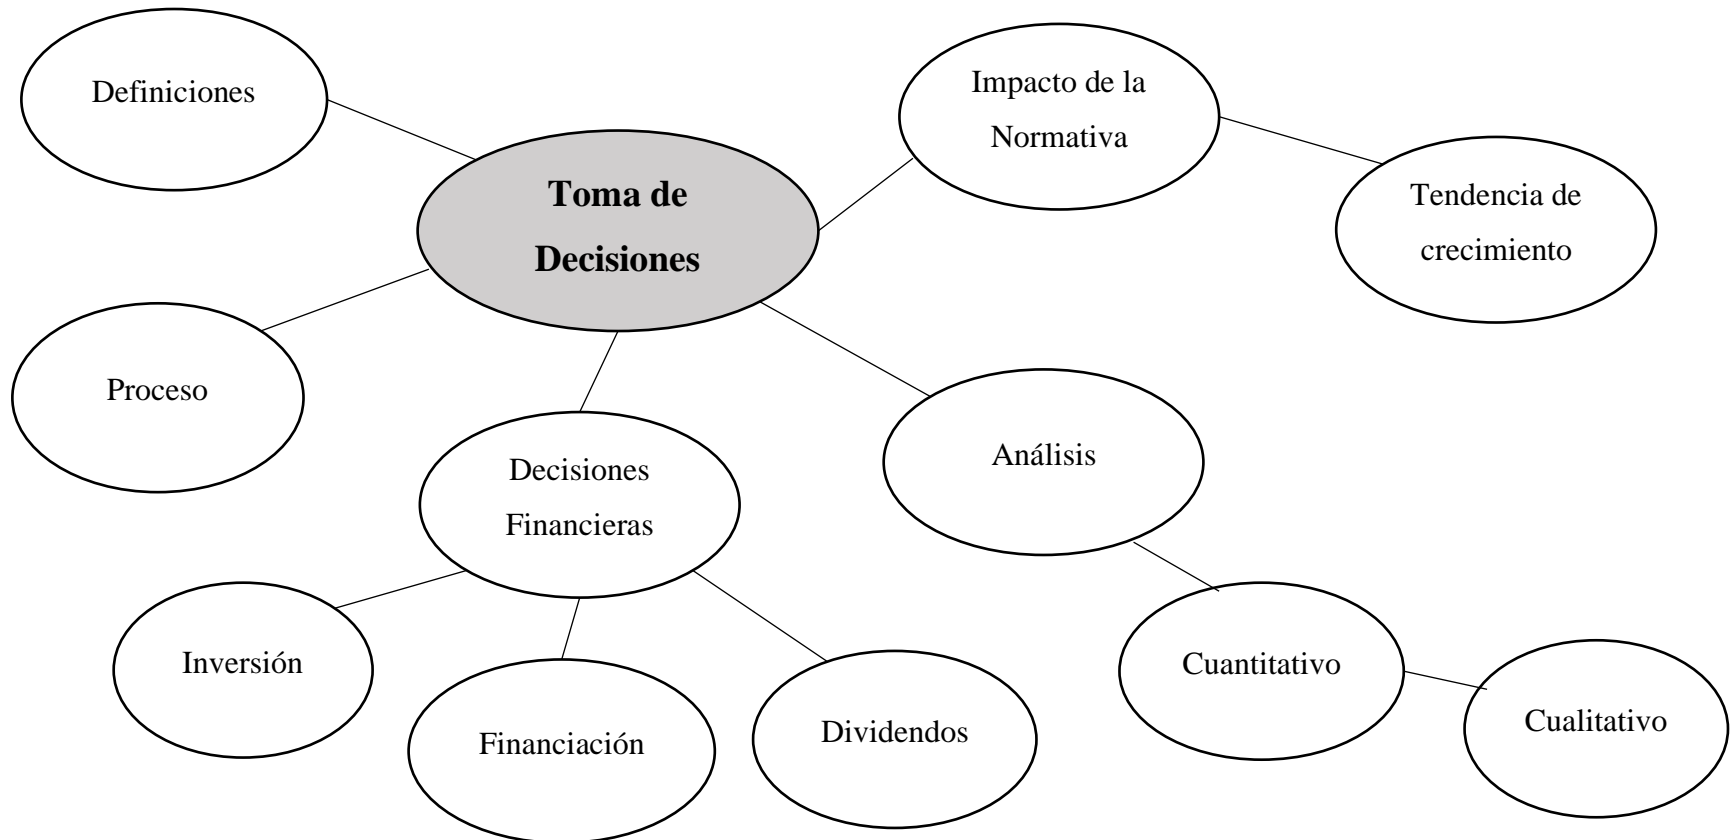 Definiciones
Impacto de la
Normativa
Toma de
Decisiones
Tendencia de
crecimiento
Proceso
Decisiones
Financieras
Análisis
Inversión
Financiación
Dividendos
Cuantitativo
Cualitativo